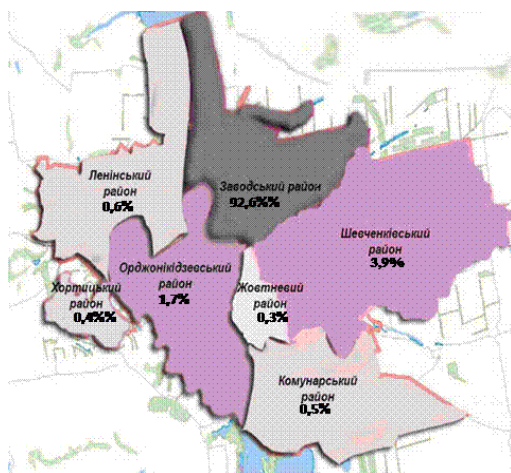 Ленінський
район
0,6%
Заводський район
92,6%%
Шевченківський
район
3,9%
Орджонікідзевський
район
1,7%
Жовтневий
район
0,3%
Хортицький
район
0,4%%
Комунарський
район
0,5%